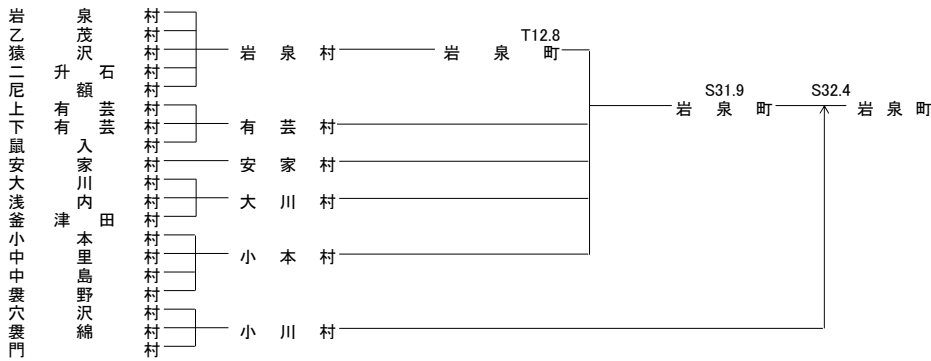 岩泉村
乙茂村
猿沢村
二升石村
尼額村
上有芸村
下有芸村
鼠入村
安家村
大川村
浅内村
釜津田村
小本村
中里村
中島村
袰野村
穴沢村
袰綿村
門村
岩泉村
有芸村
安家村
大川村
小本村
小川村
T12.8
岩泉町
S31.9
岩泉町
S32.4
岩泉町